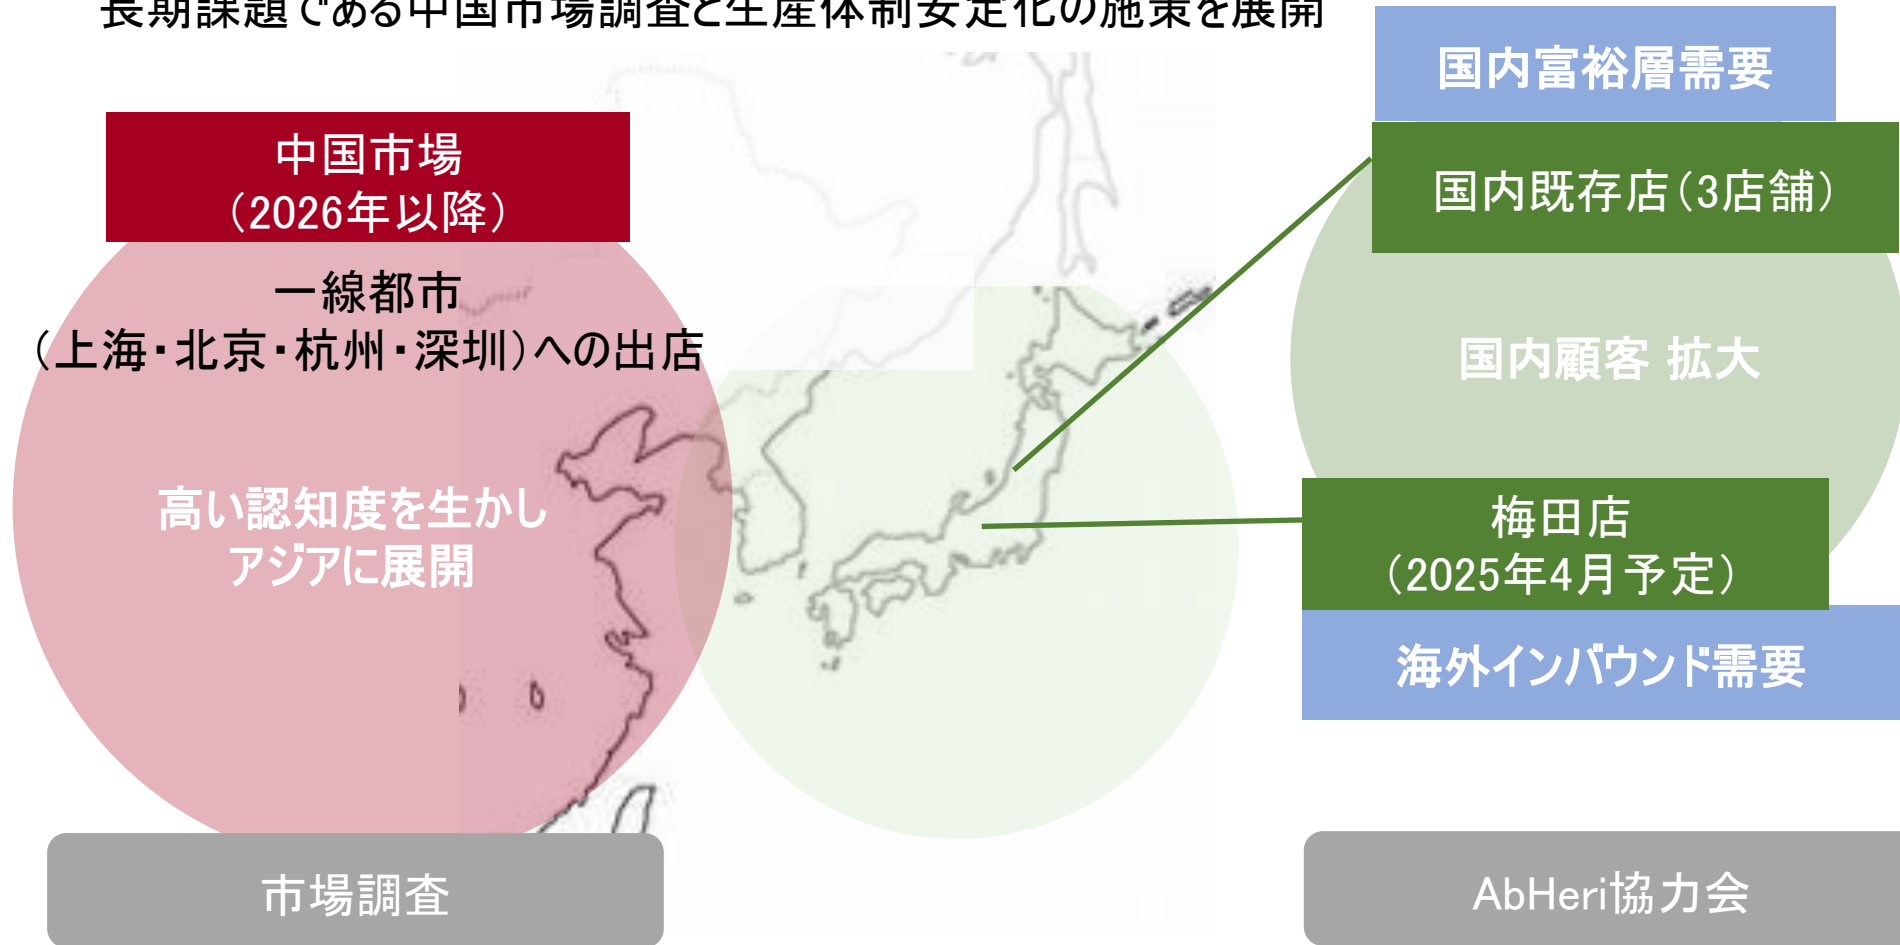 長期課題である中国市場調査と生産体制安定化の施策を展開
中国市場
（2026年以降）
一線都市
（上海・北京・杭州・深圳）への出店
高い認知度を生かし
アジアに展開
市場調査
国内富裕層需要
国内既存店（3店舗）
国内顧客 拡大
梅田店
（2025年4月予定）
海外インバウンド需要
AbHeri協力会